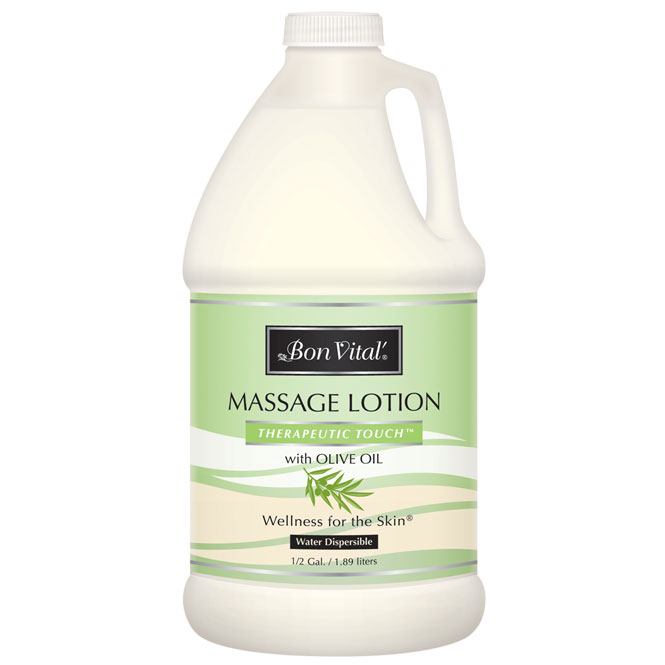 Bon Vital'®
MASSAGE LOTION
THERAPEUTIC TOUCH™
with OLIVE OIL
Wellness for the Skin®
Water Dispersible
1/2 Gal. / 1.89 liters